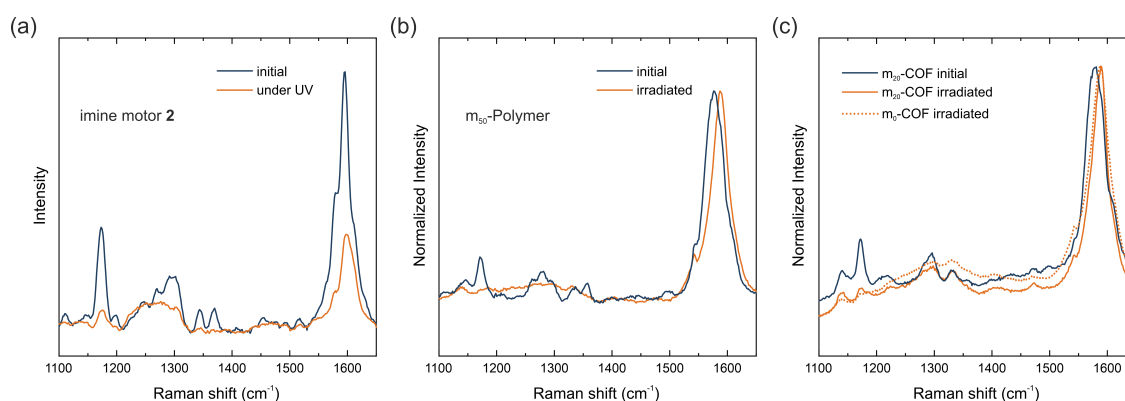 (a)
initial
under UV
imine motor 2
Intensity
1100 1200 1300 1400 1500 1600
Raman shift (cm⁻¹)
(b)
initial
irradiated
m₅₀-Polymer
Normalized Intensity
1100 1200 1300 1400 1500 1600
Raman shift (cm⁻¹)
(c)
m₂₀-COF initial
m₂₀-COF irradiated
m₀-COF irradiated
Normalized Intensity
1100 1200 1300 1400 1500 1600
Raman shift (cm⁻¹)